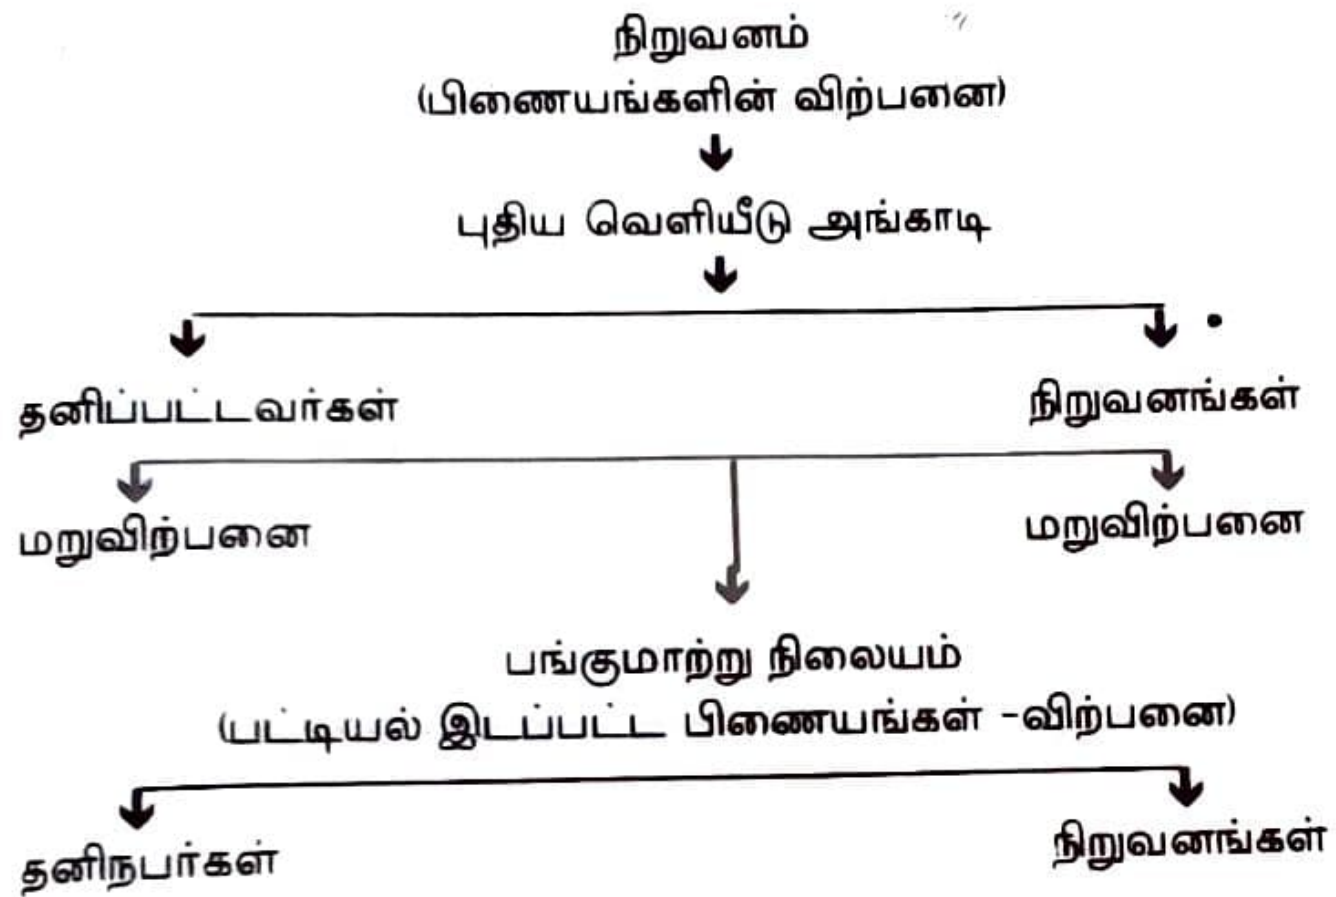 நிறுவனம்
(பிணையங்களின் விற்பனை)
புதிய வெளியீடு அங்காடி
தனிப்பட்டவர்கள் நிறுவனங்கள்
மறுவிற்பனை மறுவிற்பனை
பங்குமாற்று நிலையம்
(பட்டியல் இடப்பட்ட பிணையங்கள் -விற்பனை)
தனிநபர்கள் நிறுவனங்கள்